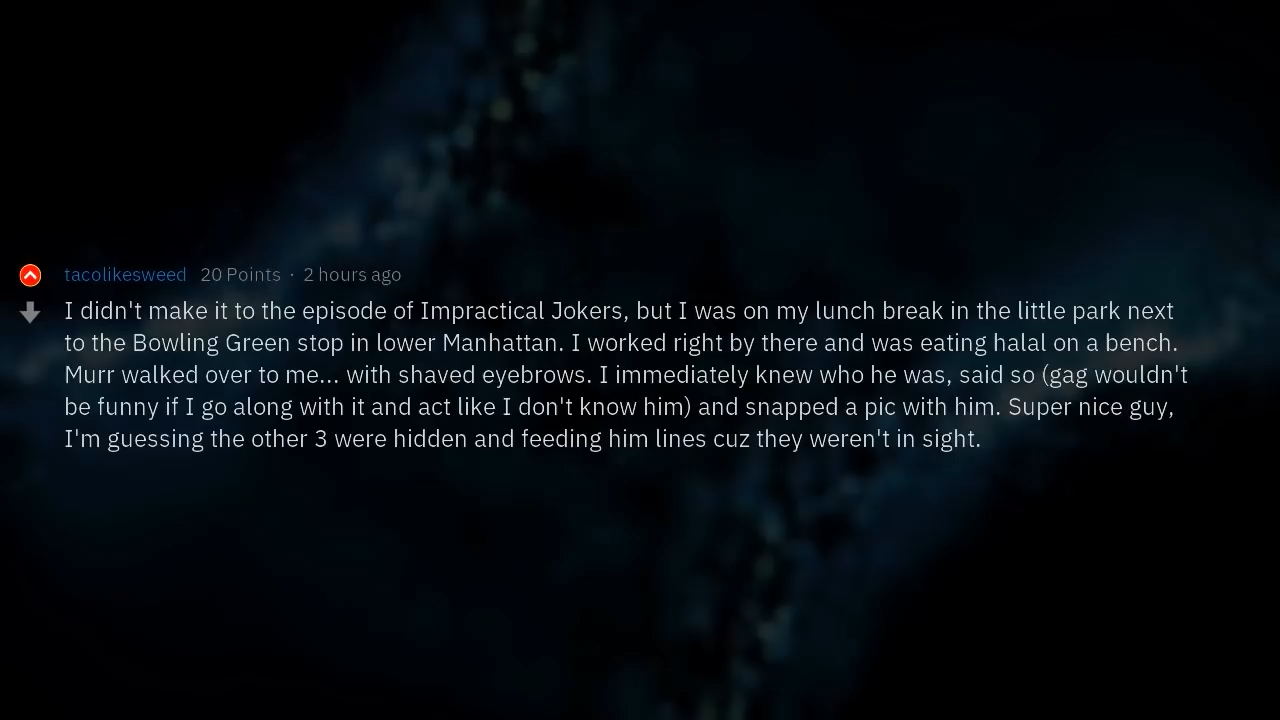 tacolikesweed 20 Points · 2 hours ago
I didn't make it to the episode of Impractical Jokers, but I was on my lunch break in the little park next
to the Bowling Green stop in lower Manhattan. I worked right by there and was eating halal on a bench.
Murr walked over to me... with shaved eyebrows. I immediately knew who he was, said so (gag wouldn't
be funny if I go along with it and act like I don't know him) and snapped a pic with him. Super nice guy,
I'm guessing the other 3 were hidden and feeding him lines cuz they weren't in sight.